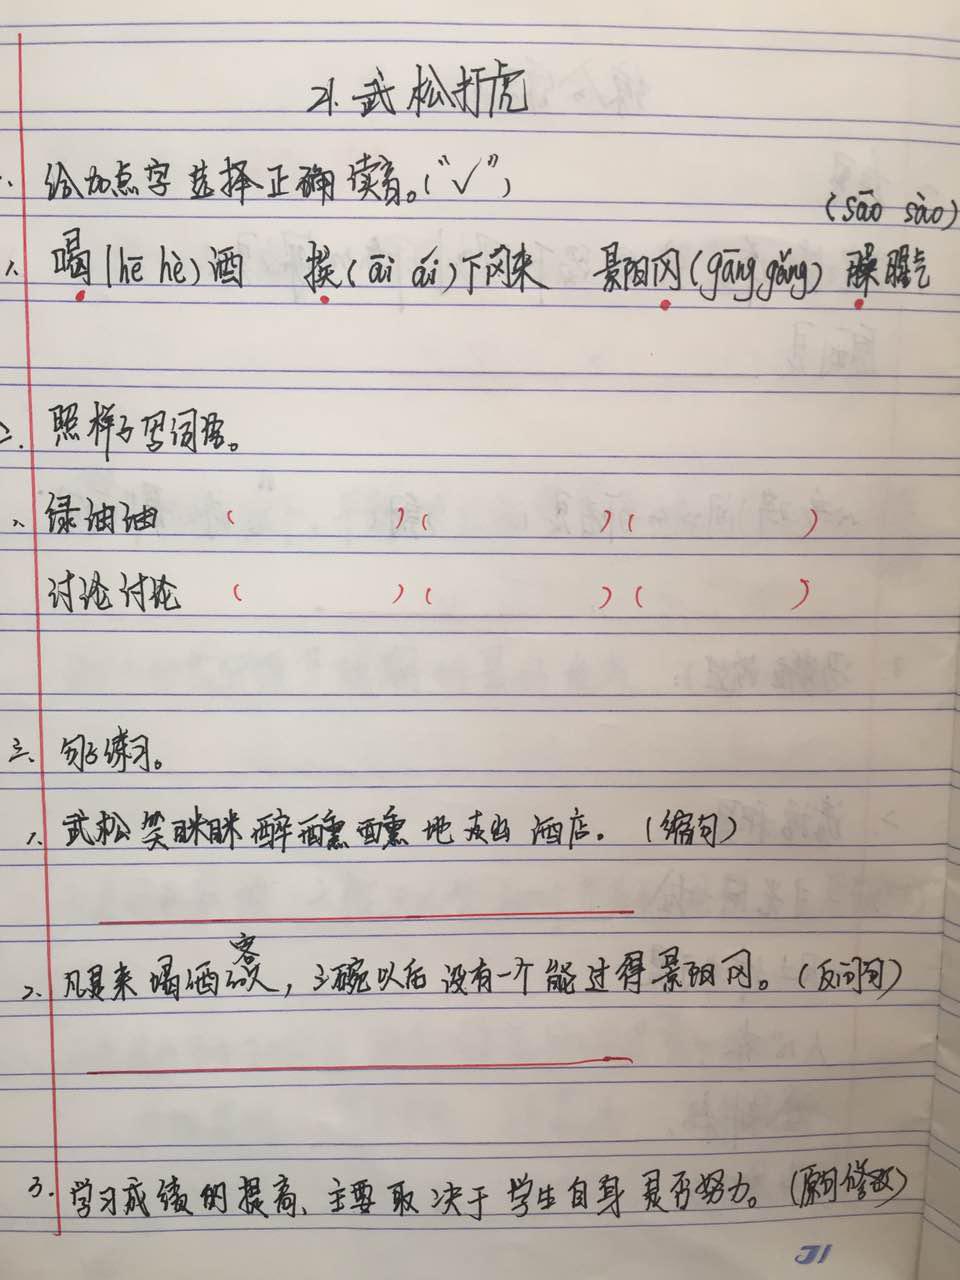 21. 武松打虎
一、给加点字选择正确读音。(“√”)
(sāo sào)
1、喝(hē hè)酒 挨(āi ái)下冈来 景阳冈(gāng gǎng) 臊腥气
二、照样子写词语。
1、绿油油 ( )( )( )
讨论讨论 ( )( )( )
三、句子练习。
1、武松笑眯眯醉醺醺地走出酒店。(缩句)
客
2、凡是来喝酒的人,三碗以后没有一个能过得景阳冈。(反问句)
3、学习成绩的提高、主要取决于学生自身是否努力。(原句修改)